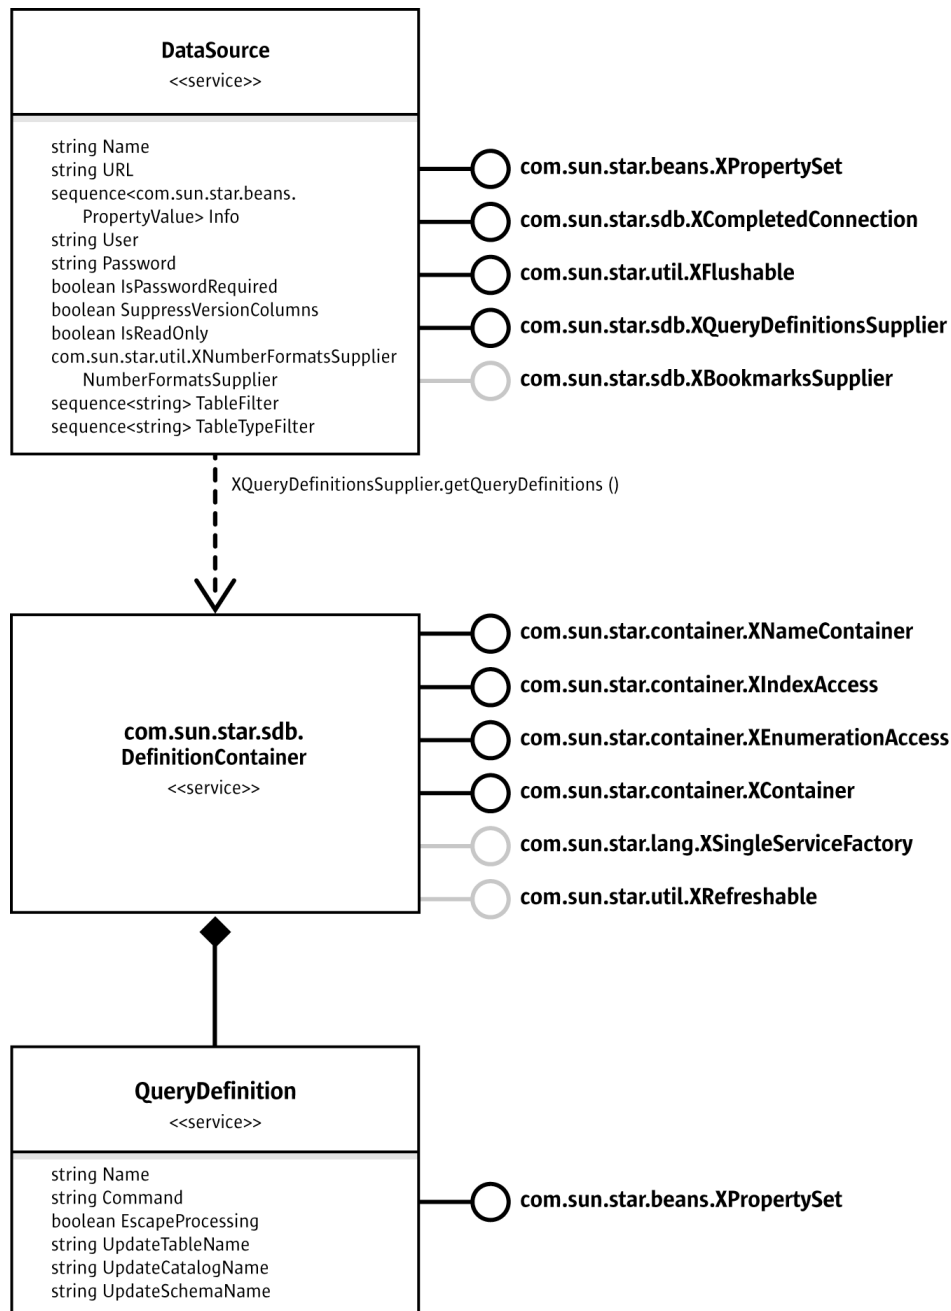 DataSource
<<service>>
string Name
string URL
sequence<com.sun.star.beans.
PropertyValue> Info
string User
string Password
boolean IsPasswordRequired
boolean SuppressVersionColumns
boolean IsReadOnly
com.sun.star.util.XNumberFormatsSupplier
NumberFormatsSupplier
sequence<string> TableFilter
sequence<string> TableTypeFilter
com.sun.star.beans.XPropertySet
com.sun.star.sdb.XCompletedConnection
com.sun.star.util.XFlushable
com.sun.star.sdb.XQueryDefinitionsSupplier
com.sun.star.sdb.XBookmarksSupplier
XQueryDefinitionsSupplier.getQueryDefinitions ()
com.sun.star.sdb.
DefinitionContainer
<<service>>
com.sun.star.container.XNameContainer
com.sun.star.container.XIndexAccess
com.sun.star.container.XEnumerationAccess
com.sun.star.container.XContainer
com.sun.star.lang.XSingleServiceFactory
com.sun.star.util.XRefreshable
QueryDefinition
<<service>>
string Name
string Command
boolean EscapeProcessing
string UpdateTableName
string UpdateCatalogName
string UpdateSchemaName
com.sun.star.beans.XPropertySet